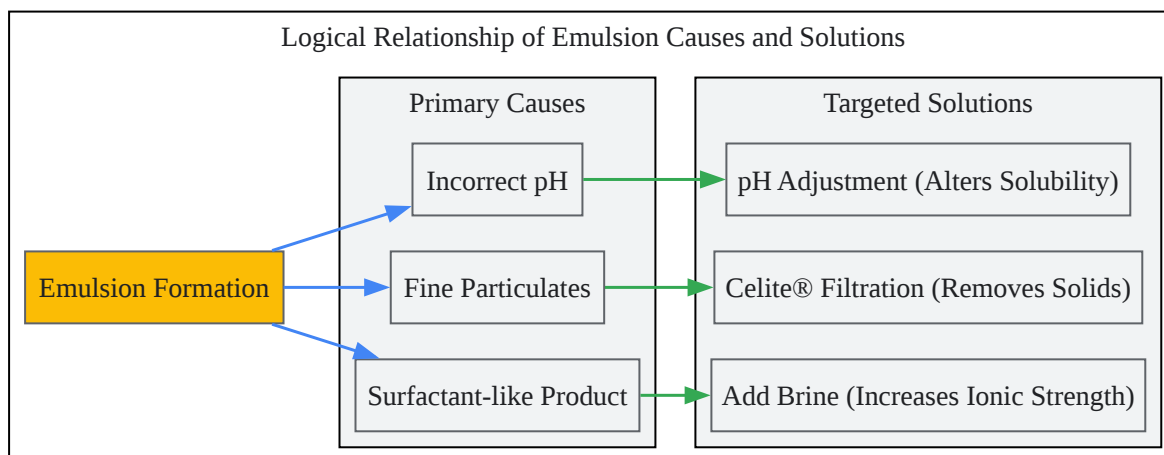 Logical Relationship of Emulsion Causes and Solutions
Primary Causes
Targeted Solutions
Incorrect pH
pH Adjustment (Alters Solubility)
Emulsion Formation
Fine Particulates
Celite® Filtration (Removes Solids)
Surfactant-like Product
Add Brine (Increases Ionic Strength)